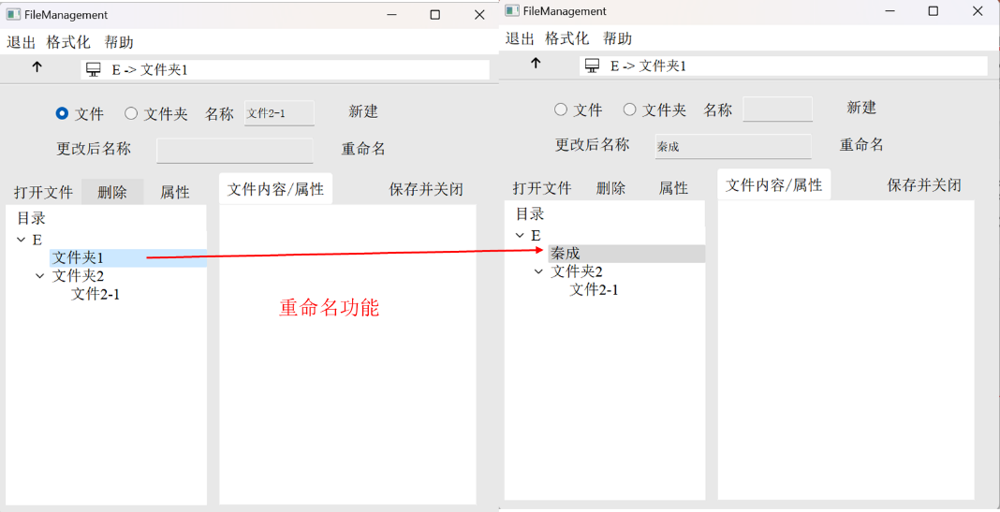 FileManagement
退出 格式化 帮助
E -> 文件夹1
文件 文件夹 名称 文件2-1 新建
更改后名称 重命名
打开文件 删除 属性 文件内容/属性 保存并关闭
目录
E
文件夹1
文件夹2
文件2-1
重命名功能
FileManagement
退出 格式化 帮助
E -> 文件夹1
文件 文件夹 名称 新建
更改后名称 秦成 重命名
打开文件 删除 属性 文件内容/属性 保存并关闭
目录
E
秦成
文件夹2
文件2-1